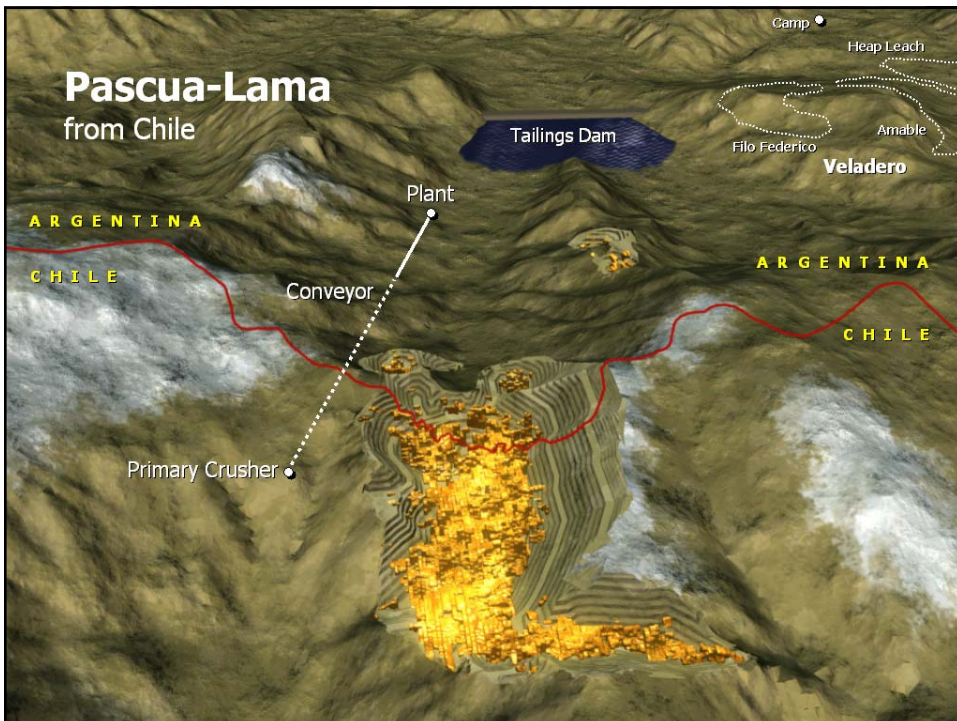 Pascua-Lama
from Chile
Camp
Heap Leach
Tailings Dam
Filo Federico
Amable
Veladero
Plant
ARGENTINA
CHILE
Conveyor
ARGENTINA
CHILE
Primary Crusher